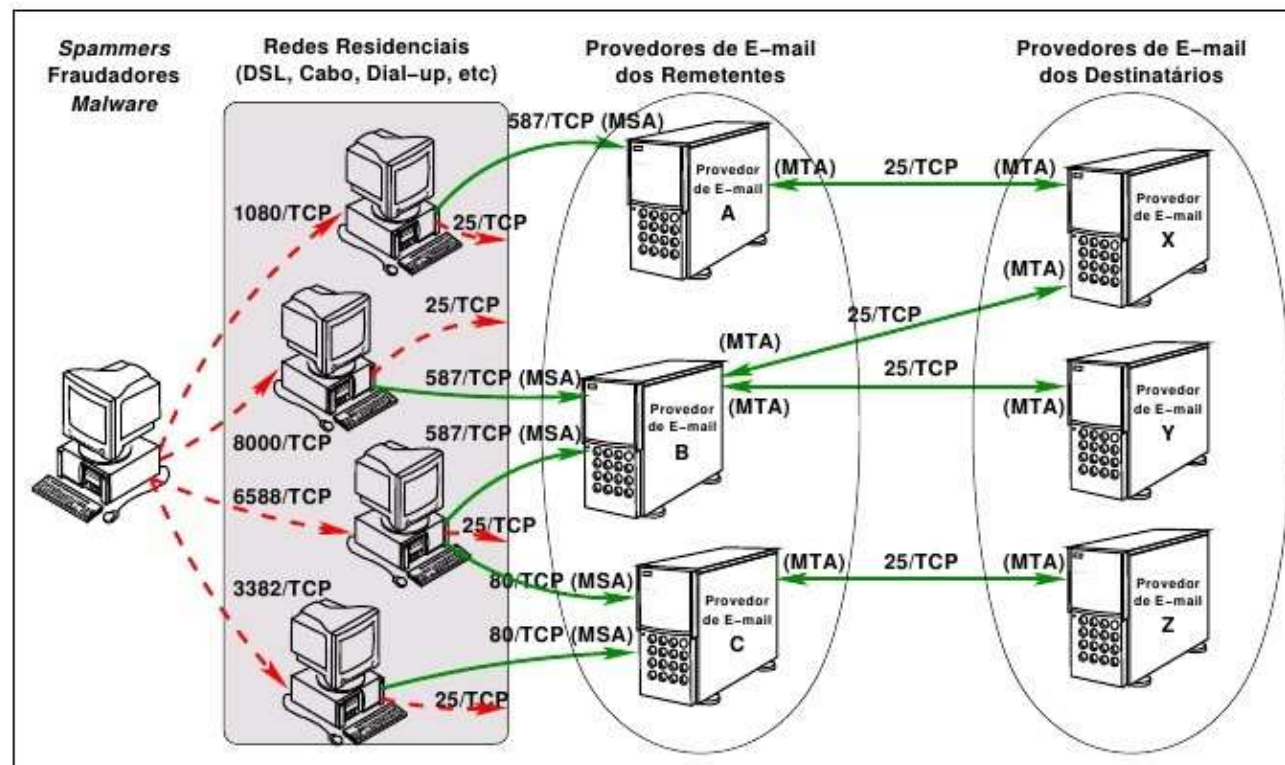 Spammers
Fraudadores
Malware
Redes Residenciais
(DSL, Cabo, Dial-up, etc)
Provedores de E-mail
dos Remetentes
Provedores de E-mail
dos Destinatários
587/TCP (MSA)
1080/TCP
25/TCP
Provedor
de E-mail
A
(MTA)
25/TCP
(MTA)
Provedor
de E-mail
X
(MTA)
25/TCP
25/TCP
(MTA)
8000/TCP
587/TCP (MSA)
Provedor
de E-mail
B
(MTA)
25/TCP
(MTA)
Provedor
de E-mail
Y
587/TCP (MSA)
6588/TCP
25/TCP
80/TCP (MSA)
Provedor
de E-mail
C
(MTA)
25/TCP
(MTA)
Provedor
de E-mail
Z
3382/TCP
80/TCP (MSA)
25/TCP